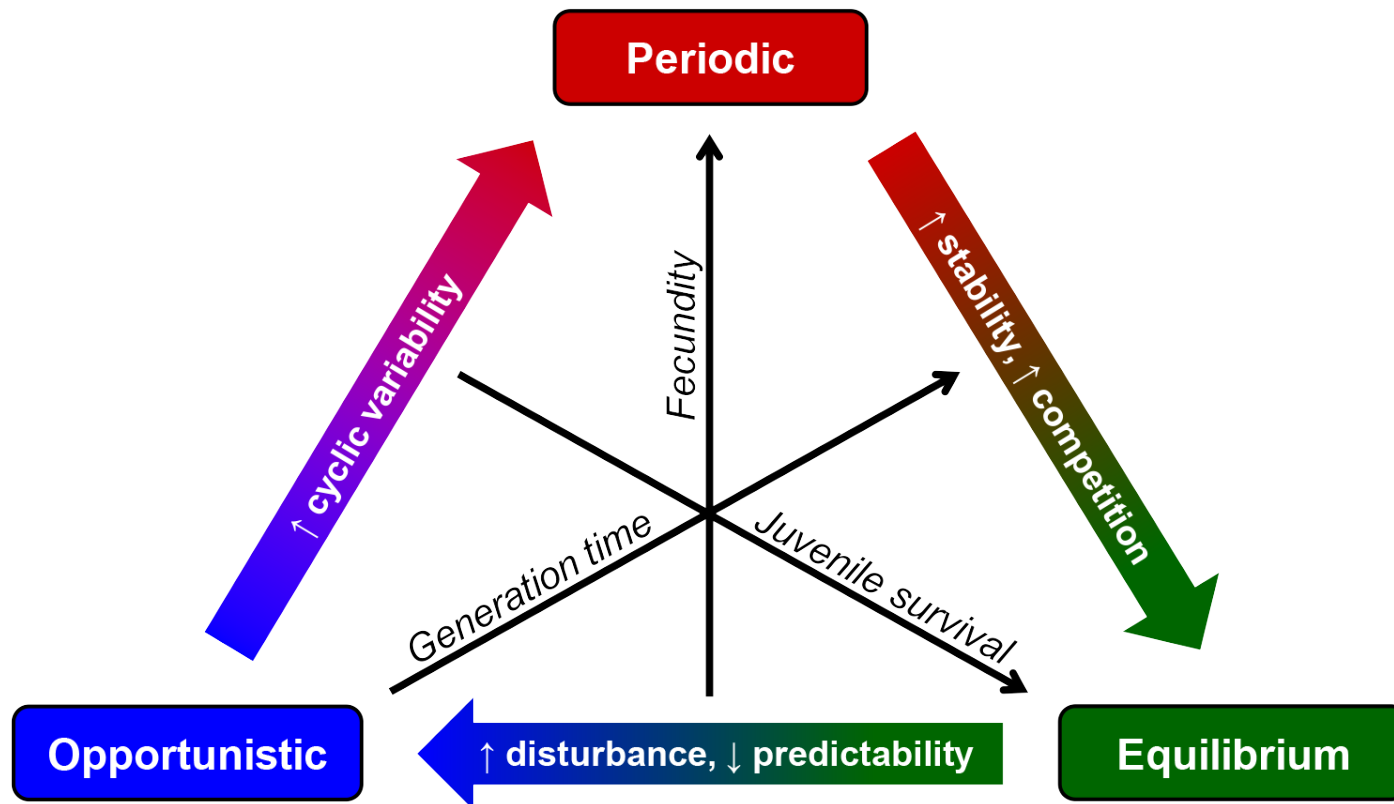 Periodic
↑ cyclic variability
Fecundity
↑ stability, ↑ competition
Generation time
Juvenile survival
Opportunistic
↑ disturbance, ↓ predictability
Equilibrium